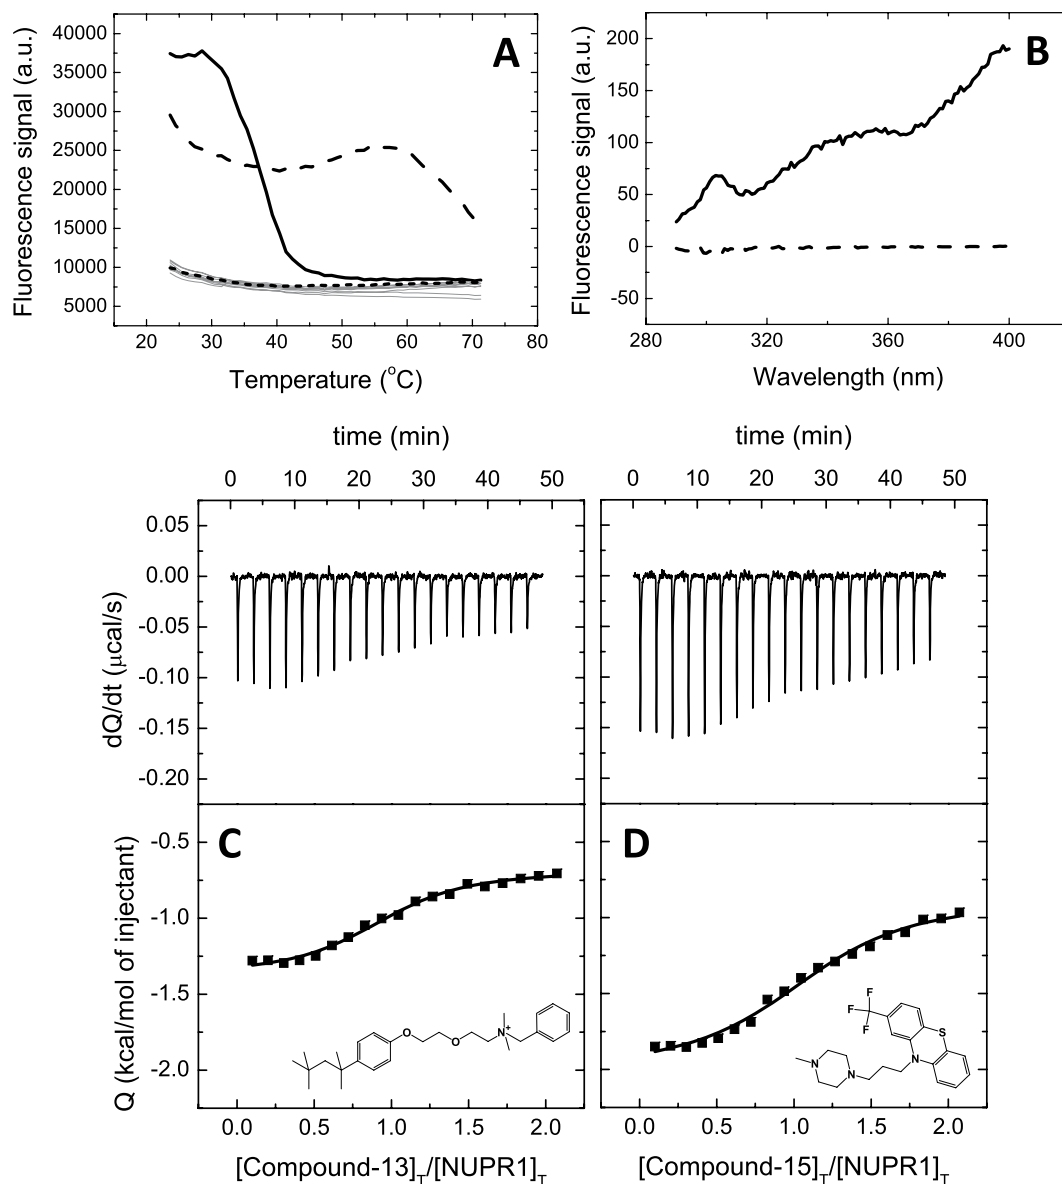 A
Fluorescence signal (a.u.)
40000
35000
30000
25000
20000
15000
10000
5000
20 30 40 50 60 70 80
Temperature (°C)
B
Fluorescence signal (a.u.)
200
150
100
50
0
-50
280 320 360 400
Wavelength (nm)
time (min)
0 10 20 30 40 50
time (min)
0 10 20 30 40 50
dQ/dt (μcal/s)
0.05
0.00
-0.05
-0.10
-0.15
-0.20
C
Q (kcal/mol of injectant)
-0.5
-1.0
-1.5
-2.0
O
O
N+
0.0 0.5 1.0 1.5 2.0
[Compound-13]T/[NUPR1]T
D
F
F
F
S
N
N
N
0.0 0.5 1.0 1.5 2.0
[Compound-15]T/[NUPR1]T